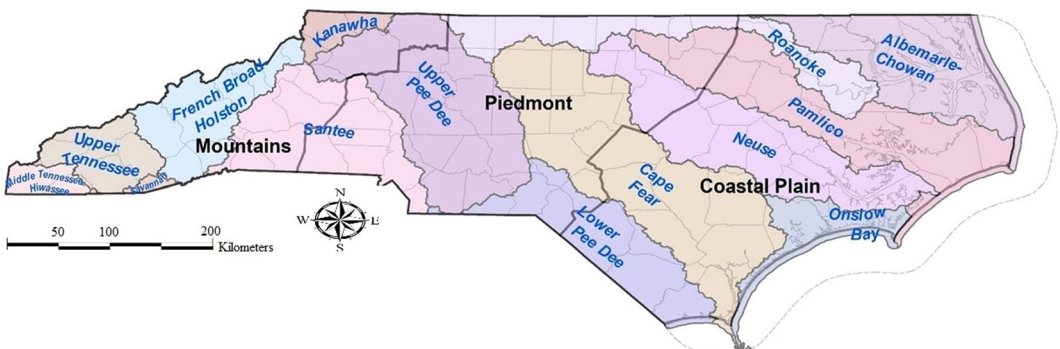 Kanawha
French Broad
Holston
Upper
Tennessee
Middle Tennessee-
Hiwassee
Savannah
Mountains
Santee
Upper
Pee Dee
Piedmont
Roanoke
Albemarle-
Chowan
Pamlico
Neuse
Cape
Fear
Coastal Plain
Onslow
Bay
Lower
Pee Dee
N
W
E
S
50
100
200
Kilometers